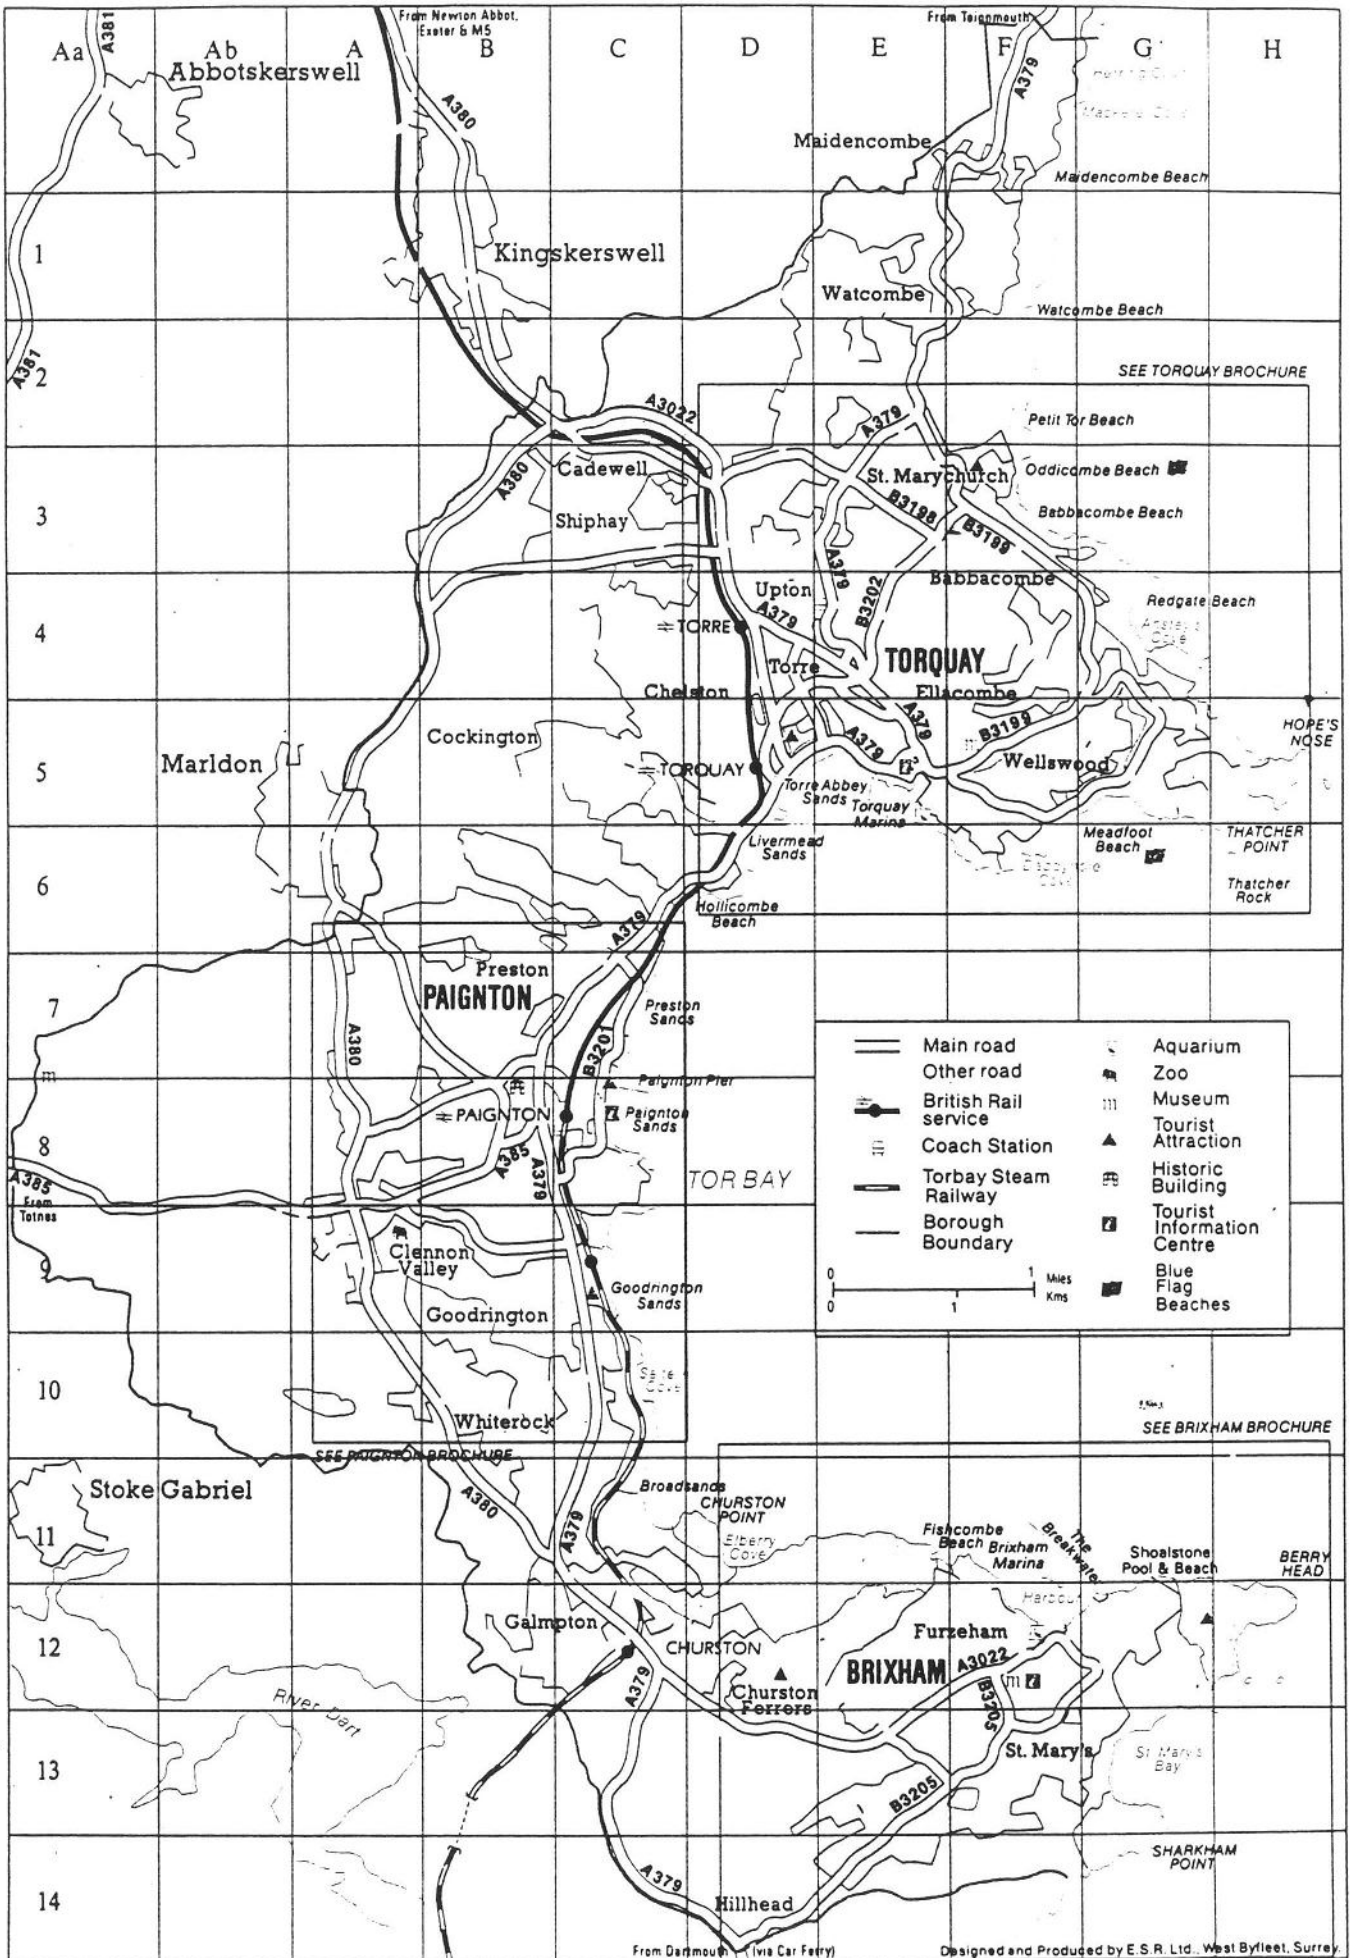 From Newton Abbot,
Exeter & M5
From Teignmouth
Aa
Ab
A
B
C
D
E
F
G
H
A381
Abbotskerswell
A380
A379
Maidencombe
Maidencombe Beach
1
Kingskerswell
Watcombe
Watcombe Beach
A381
2
SEE TORQUAY BROCHURE
A3022
A379
Petit Tor Beach
Cadewell
A380
St. Marychurch
Oddicombe Beach
3
Shiphay
B3198
B3199
Babbacombe Beach
A379
B3202
Babbacombe
Upton
A379
Redgate Beach
Anstey's
Cove
4
TORRE
Torre
TORQUAY
Chelston
Ellacombe
A379
B3199
HOPE'S
NOSE
Cockington
A379
Marldon
5
TORQUAY
Wellswood
Torre Abbey
Sands
Torquay
Marina
Livermead
Sands
Meadfoot
Beach
THATCHER
POINT
6
Thatcher
Rock
Hollicombe
Beach
A379
Preston
PAIGNTON
7
Preston
Sands
A380
B3201
m
Paignton Pier
PAIGNTON
Paignton
Sands
8
A385
A379
TOR BAY
A385
From
Totnes
Clennon
Valley
9
Goodrington
Sands
Goodrington
Main road
Other road
British Rail
service
Coach Station
Torbay Steam
Railway
Borough
Boundary
0
1
Miles
Kms
0
1
Aquarium
Zoo
Museum
Tourist
Attraction
Historic
Building
Tourist
Information
Centre
Blue
Flag
Beaches
10
Whiterock
SEE PAIGNTON BROCHURE
SEE BRIXHAM BROCHURE
Stoke Gabriel
A380
Broadsands
CHURSTON
POINT
11
A379
Elberry
Cove
Fishcombe
Beach
Brixham
Marina
The
Breakwater
Shoalstone
Pool & Beach
BERRY
HEAD
Harbour
12
Galmpton
CHURSTON
Furzeham
BRIXHAM
A3022
A379
Churston
Ferrers
B3205
River Dart
13
St. Mary's
St. Mary's
Bay
B3205
SHARKHAM
POINT
14
A379
Hillhead
From Dartmouth (via Car Ferry)
Designed and Produced by E.S.R. Ltd., West Byfleet, Surrey.